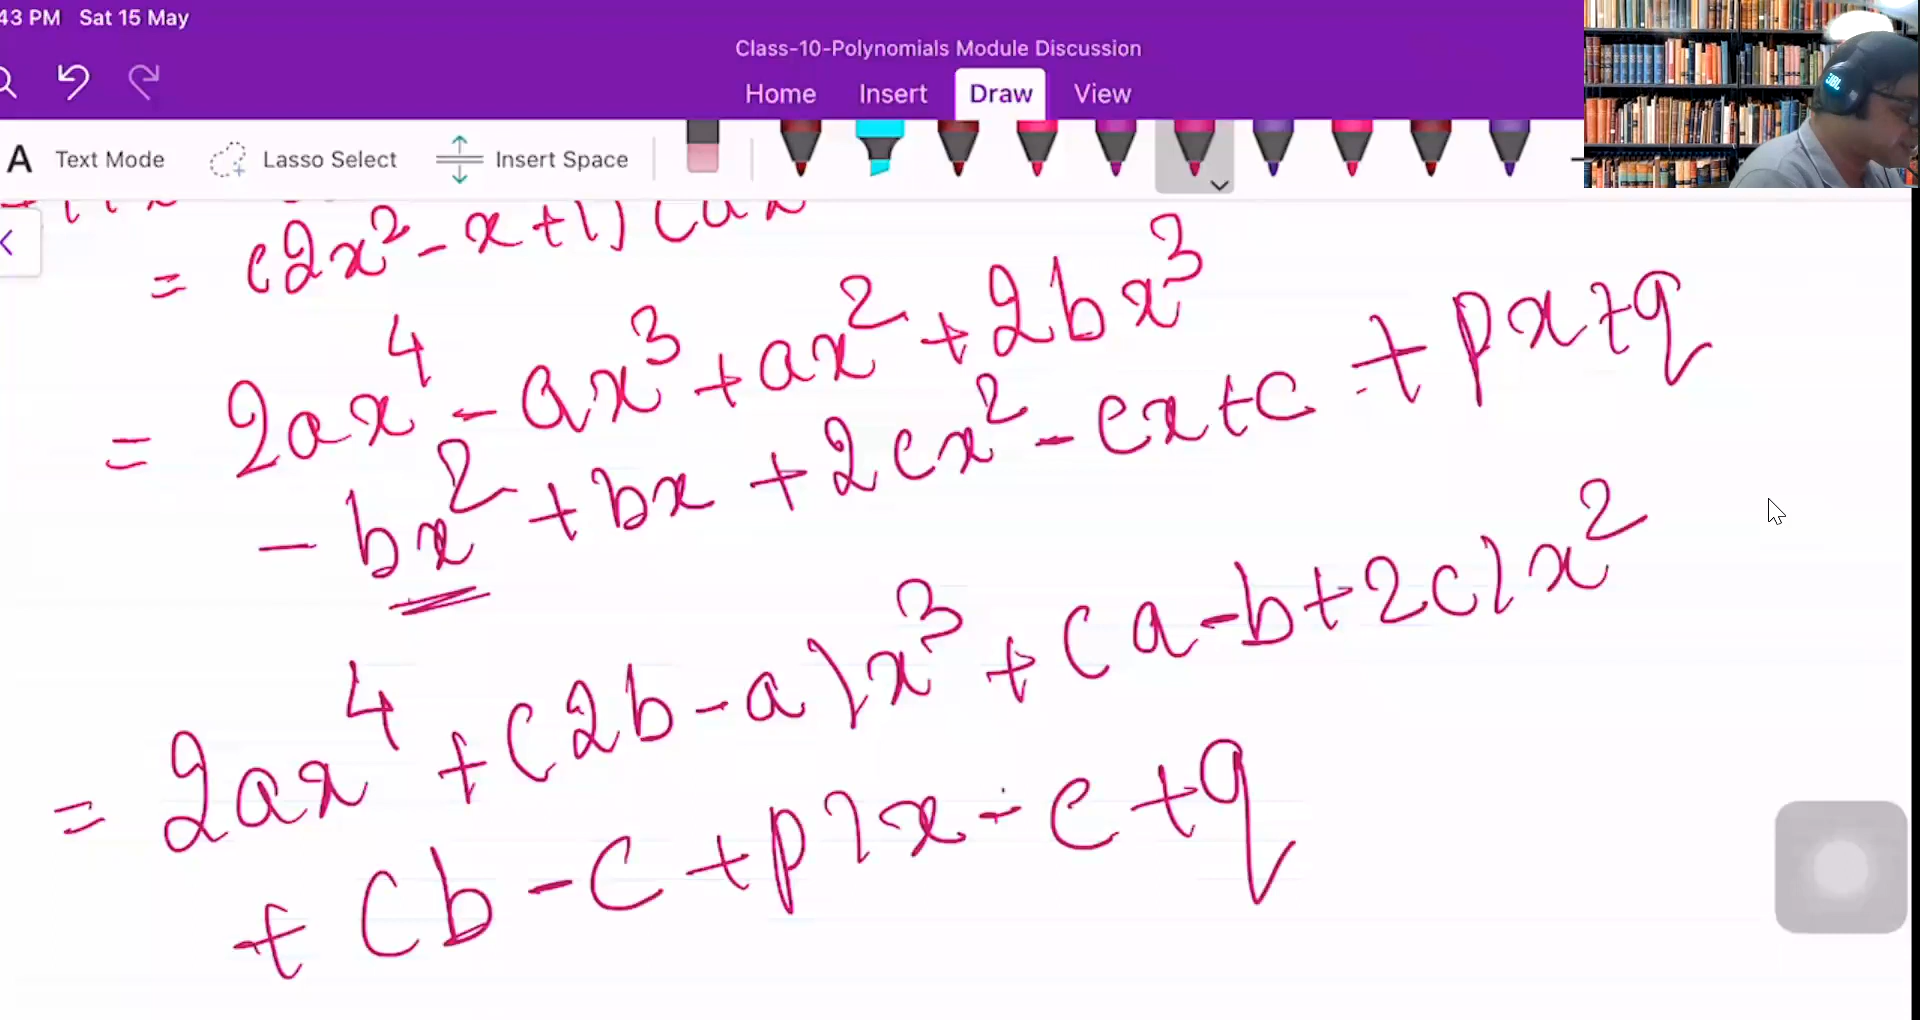 43 PM Sat 15 May
Class-10-Polynomials Module Discussion
Home Insert Draw View
A Text Mode Lasso Select Insert Space
= (2x² - x + 1) (ax
= 2ax⁴ - ax³ + ax² + 2bx³
- bx² + bx + 2cx² - cx + c + px + q
= 2ax⁴ + (2b - a)x³ + (a - b + 2c)x²
+ (b - c + p)x - c + q